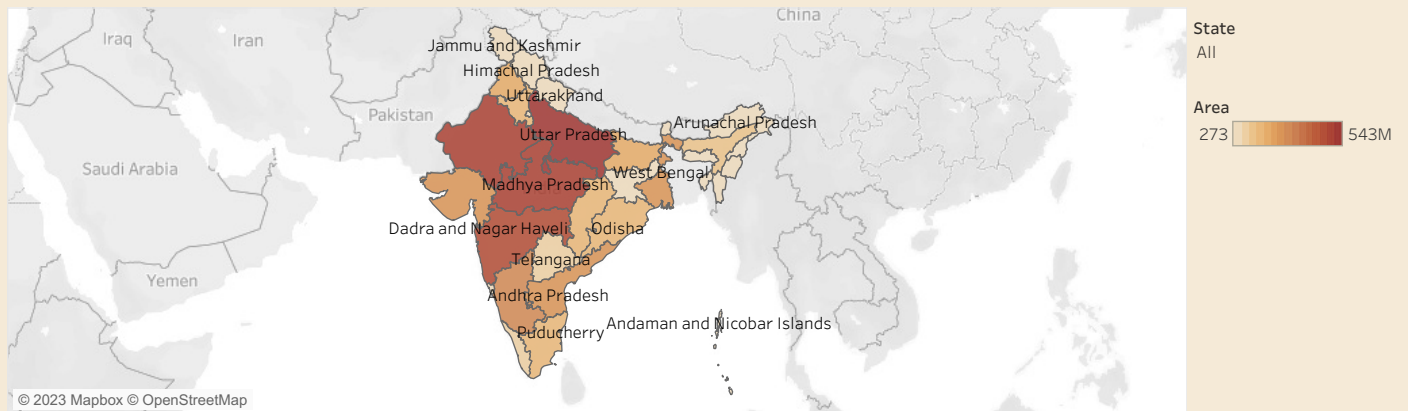 China
Iraq
Iran
Jammu and Kashmir
Himachal Pradesh
Uttarakhand
Pakistan
Arunachal Pradesh
Uttar Pradesh
Saudi Arabia
West Bengal
Madhya Pradesh
Dadra and Nagar Haveli
Odisha
Telangana
Yemen
Andhra Pradesh
Andaman and Nicobar Islands
Puducherry
© 2023 Mapbox © OpenStreetMap
State
All
Area
273 543M